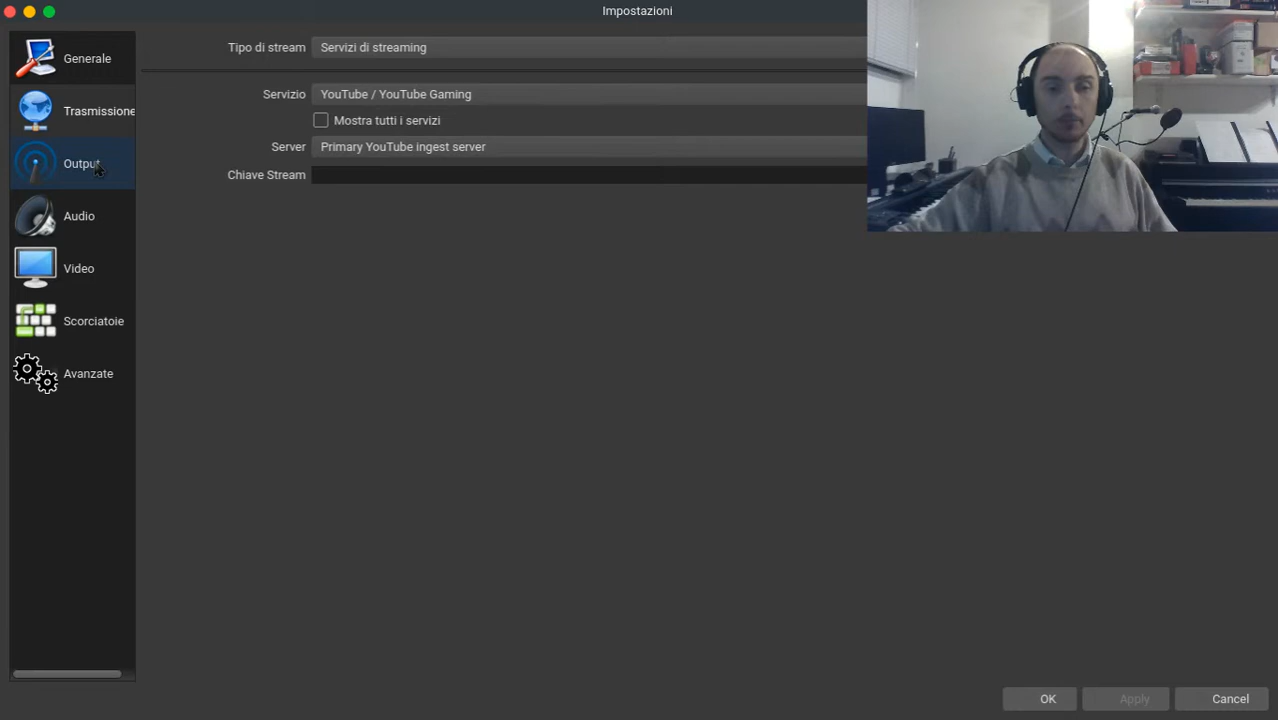 Impostazioni
Generale
Trasmissione
Output
Audio
Video
Scorciatoie
Avanzate
Tipo di stream Servizi di streaming
Servizio YouTube / YouTube Gaming
Mostra tutti i servizi
Server Primary YouTube ingest server
Chiave Stream
OK Apply Cancel